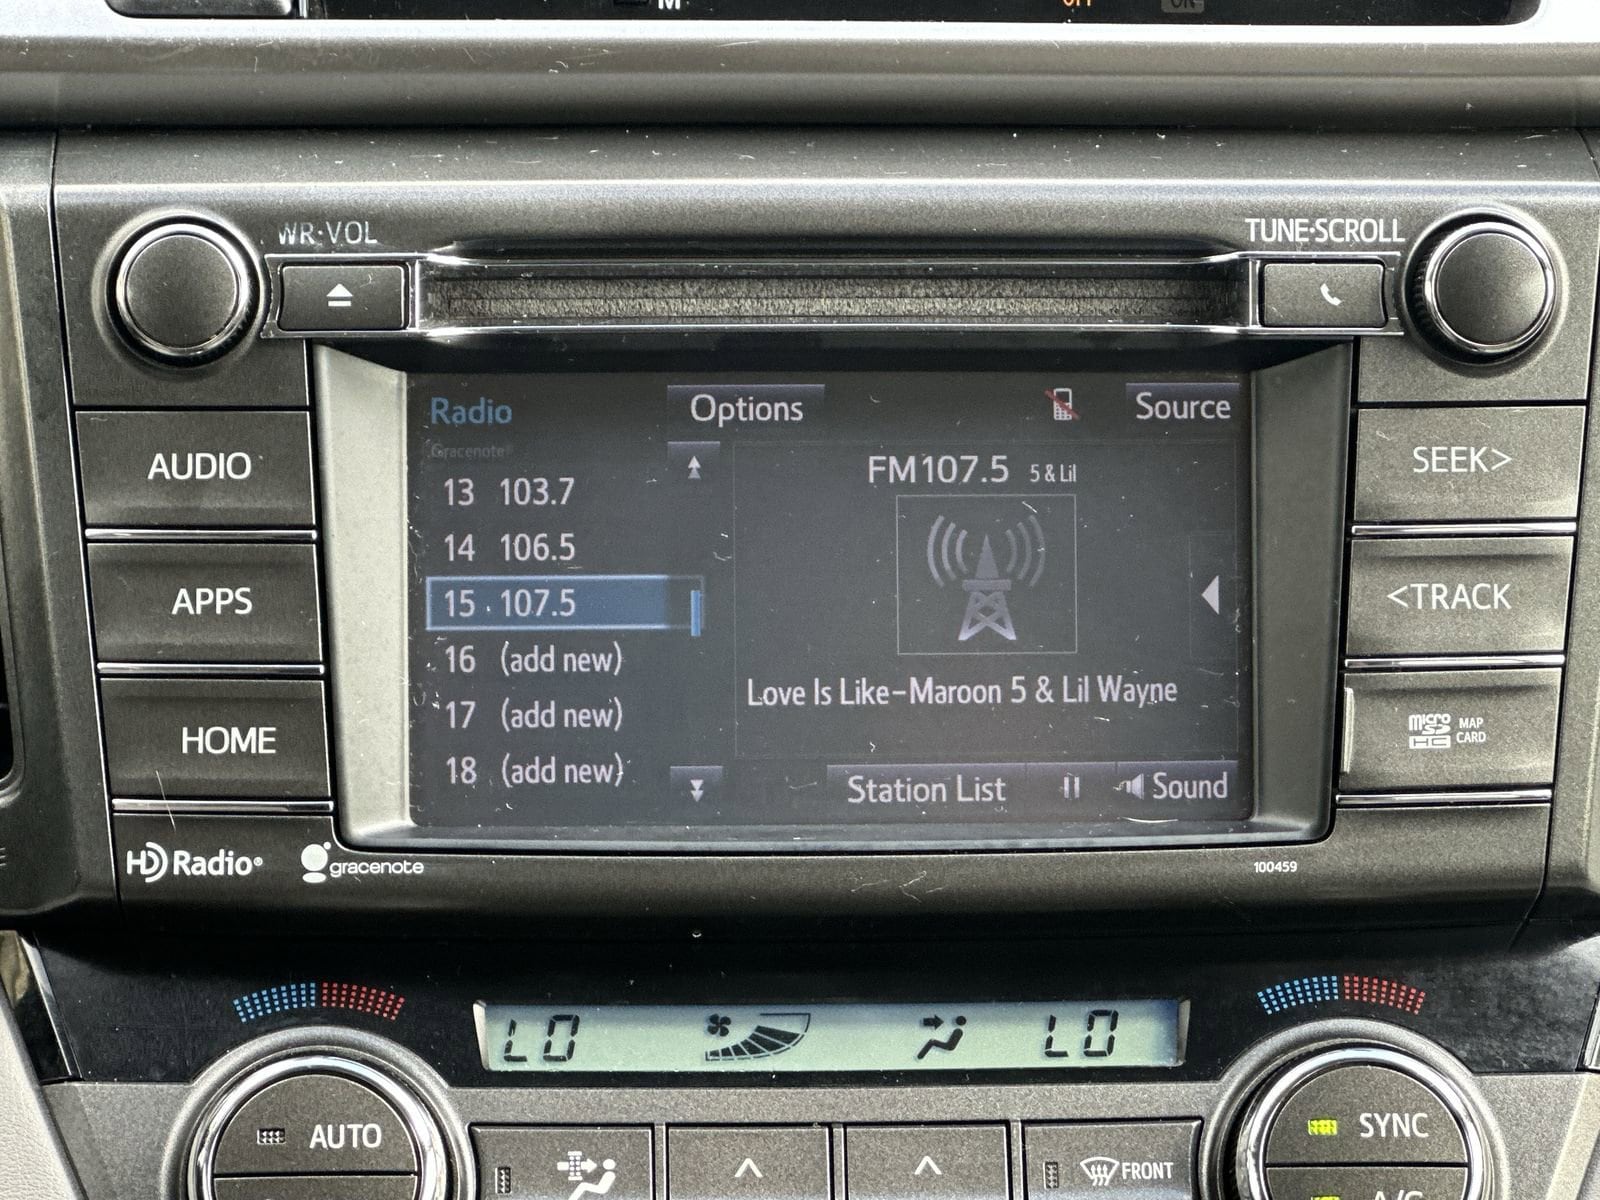 WR·VOL
TUNE·SCROLL
Radio
Options
Source
Gracenote
13 103.7
14 106.5
15 107.5
16 (add new)
17 (add new)
18 (add new)
FM107.5 5 & Lil
Love Is Like-Maroon 5 & Lil Wayne
Station List
Sound
AUDIO
APPS
HOME
SEEK>
<TRACK
micro SD HC
MAP
CARD
HD Radio®
gracenote
100459
LO
LO
AUTO
FRONT
SYNC
A/C